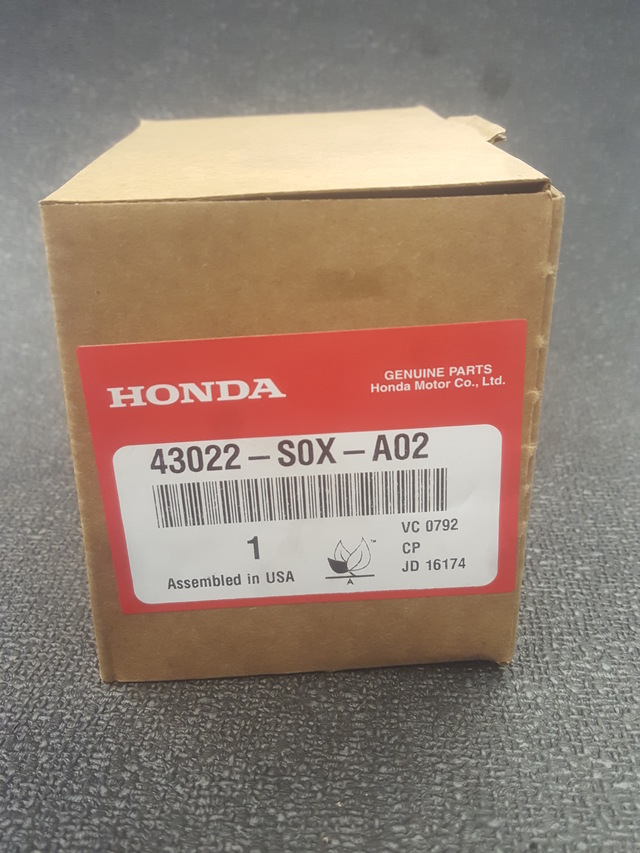 HONDA
GENUINE PARTS
Honda Motor Co., Ltd.
43022-S0X-A02
1
Assembled in USA
™
A
VC 0792
CP
JD 16174